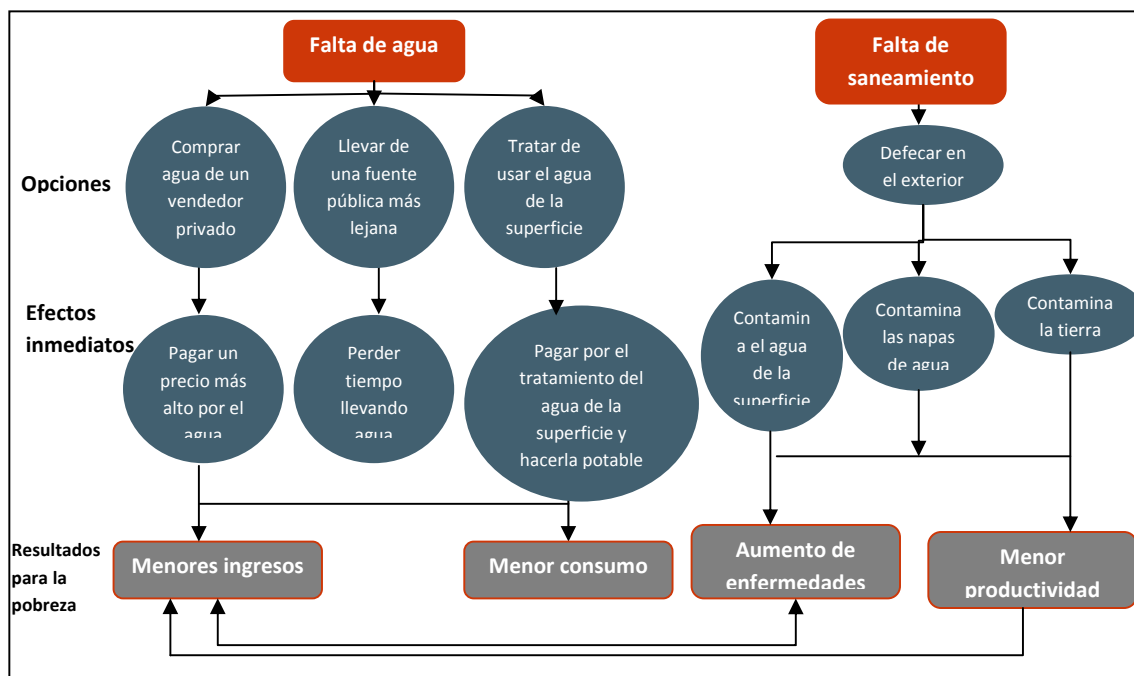 Falta de agua
Falta de
saneamiento
Opciones
Comprar
agua de un
vendedor
privado
Llevar de
una fuente
pública más
lejana
Tratar de
usar el agua
de la
superficie
Defecar en
el exterior
Efectos
inmediatos
Pagar un
precio más
alto por el
agua
Perder
tiempo
llevando
agua
Pagar por el
tratamiento del
agua de la
superficie y
hacerla potable
Contamin
a el agua
de la
superficie
Contamina
las napas
de agua
Contamina
la tierra
Resultados
para la
pobreza
Menores ingresos
Menor consumo
Aumento de
enfermedades
Menor
productividad